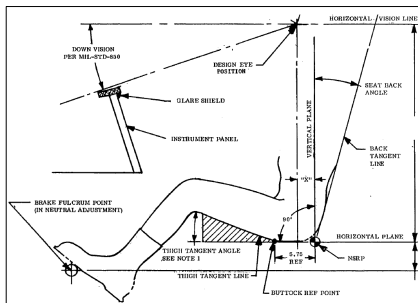 HORIZONTAL VISION LINE
DOWN VISION
PER MIL-STD-850
DESIGN EYE
POSITION
GLARE SHIELD
INSTRUMENT PANEL
VERTICAL PLANE
SEAT BACK
ANGLE
BACK
TANGENT
LINE
"X"
BRAKE FULCRUM POINT
(IN NEUTRAL ADJUSTMENT)
90°
HORIZONTAL PLANE
THIGH TANGENT ANGLE
SEE NOTE 1
5.75
REF
NSRP
THIGH TANGENT LINE
BUTTOCK REF POINT